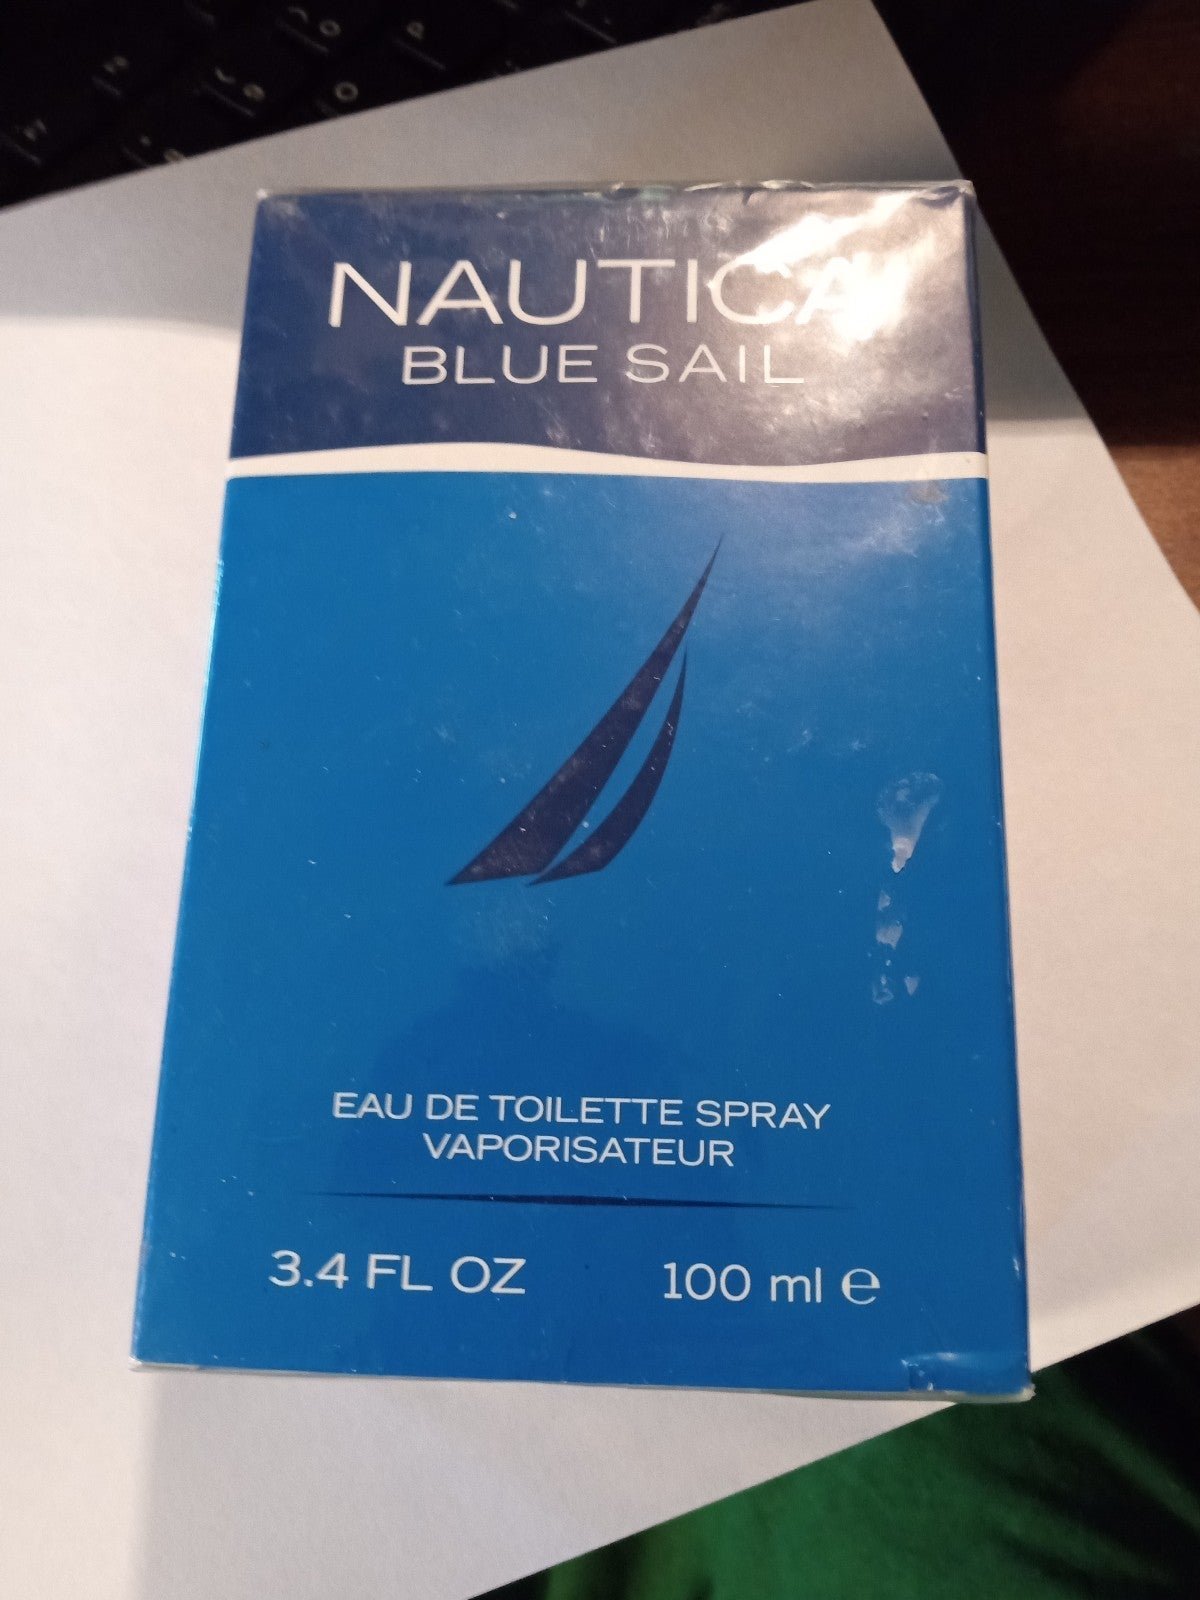 NAUTICA
BLUE SAIL
EAU DE TOILETTE SPRAY
VAPORISATEUR
3.4 FL OZ 100 ml ℮